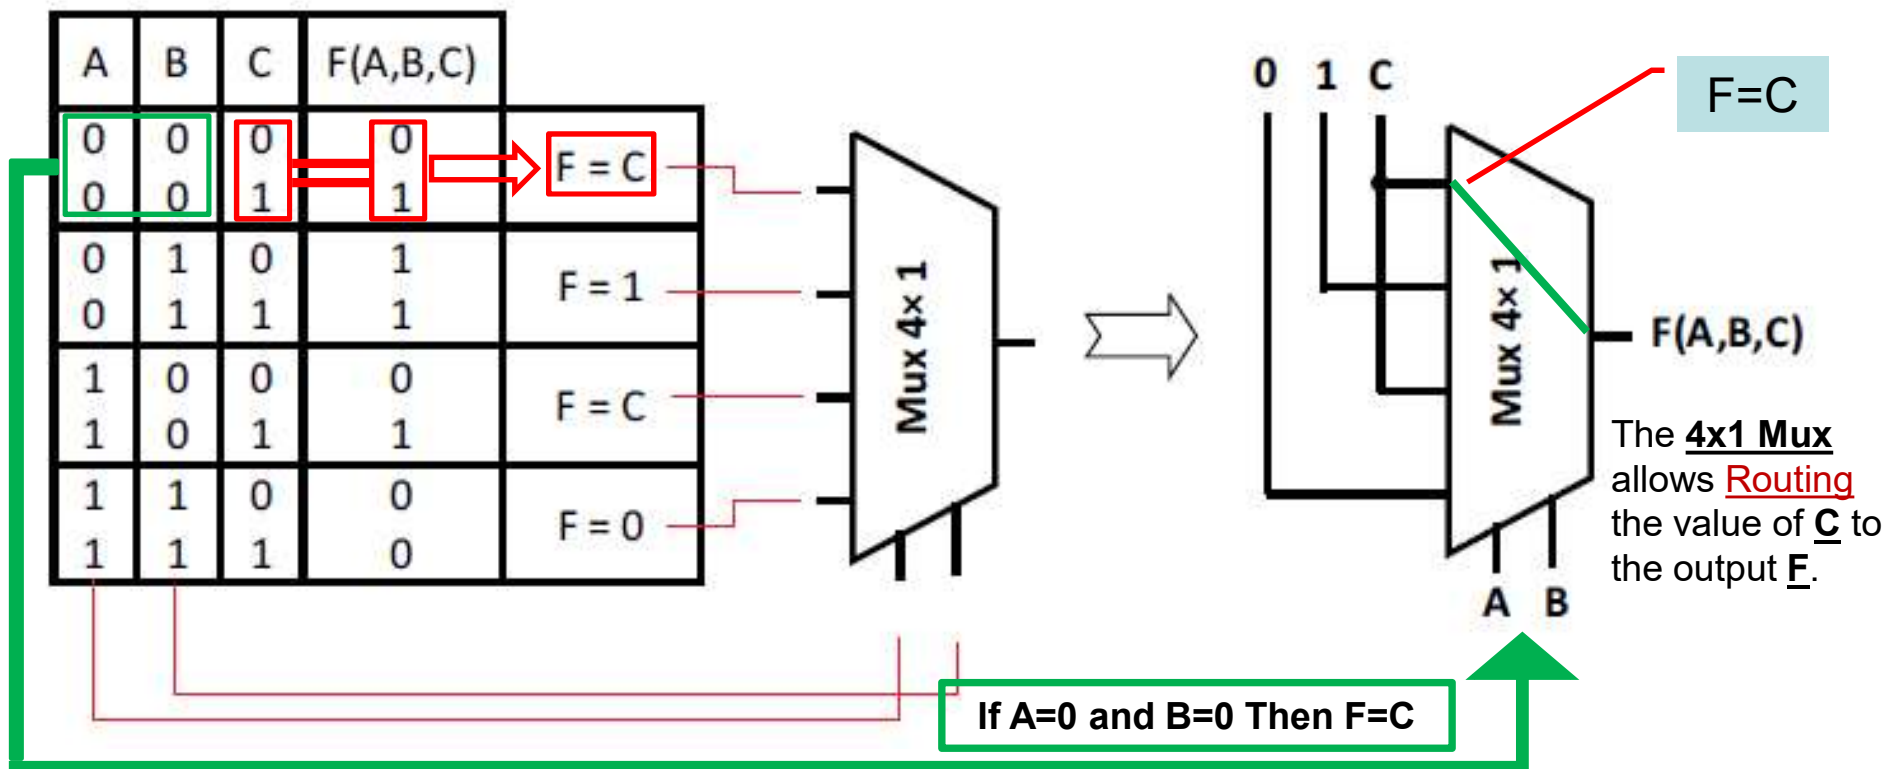 A B C F(A,B,C)
0 0 0 0
0 0 1 1
F = C
0 1 0 1
0 1 1 1
F = 1
1 0 0 0
1 0 1 1
F = C
1 1 0 0
1 1 1 0
F = 0
Mux 4× 1
0 1 C
F=C
Mux 4× 1
F(A,B,C)
A B
The 4x1 Mux
allows Routing
the value of C to
the output F.
If A=0 and B=0 Then F=C